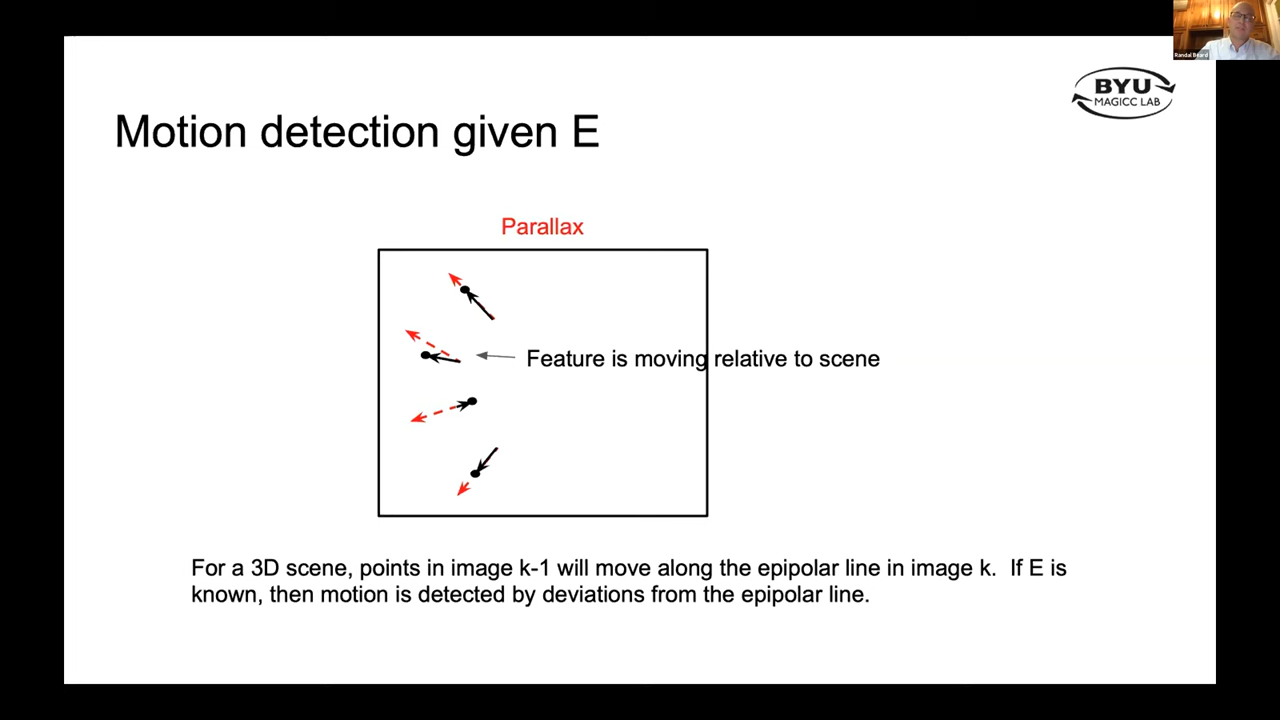 Randal Beard
BYU
MAGICC LAB
Motion detection given E
Parallax
Feature is moving relative to scene
For a 3D scene, points in image k-1 will move along the epipolar line in image k. If E is
known, then motion is detected by deviations from the epipolar line.